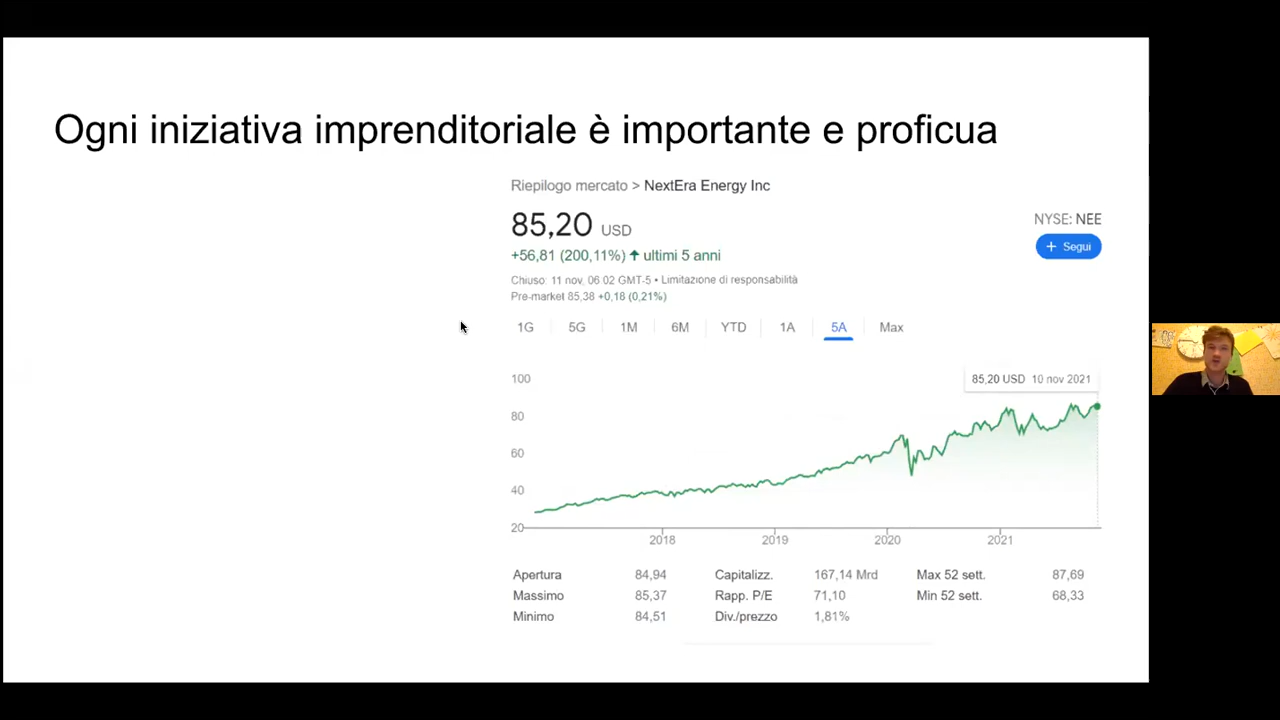 Ogni iniziativa imprenditoriale è importante e proficua
Riepilogo mercato > NextEra Energy Inc
85,20 USD
NYSE: NEE
+ Segui
+56,81 (200,11%) ↑ ultimi 5 anni
Chiuso: 11 nov, 06 02 GMT-5 • Limitazione di responsabilità
Pre-market 85,38 +0,18 (0,21%)
1G 5G 1M 6M YTD 1A 5A Max
85,20 USD 10 nov 2021
100
80
60
40
20
2018 2019 2020 2021
Apertura 84,94 Capitalizz. 167,14 Mrd Max 52 sett. 87,69
Massimo 85,37 Rapp. P/E 71,10 Min 52 sett. 68,33
Minimo 84,51 Div./prezzo 1,81%